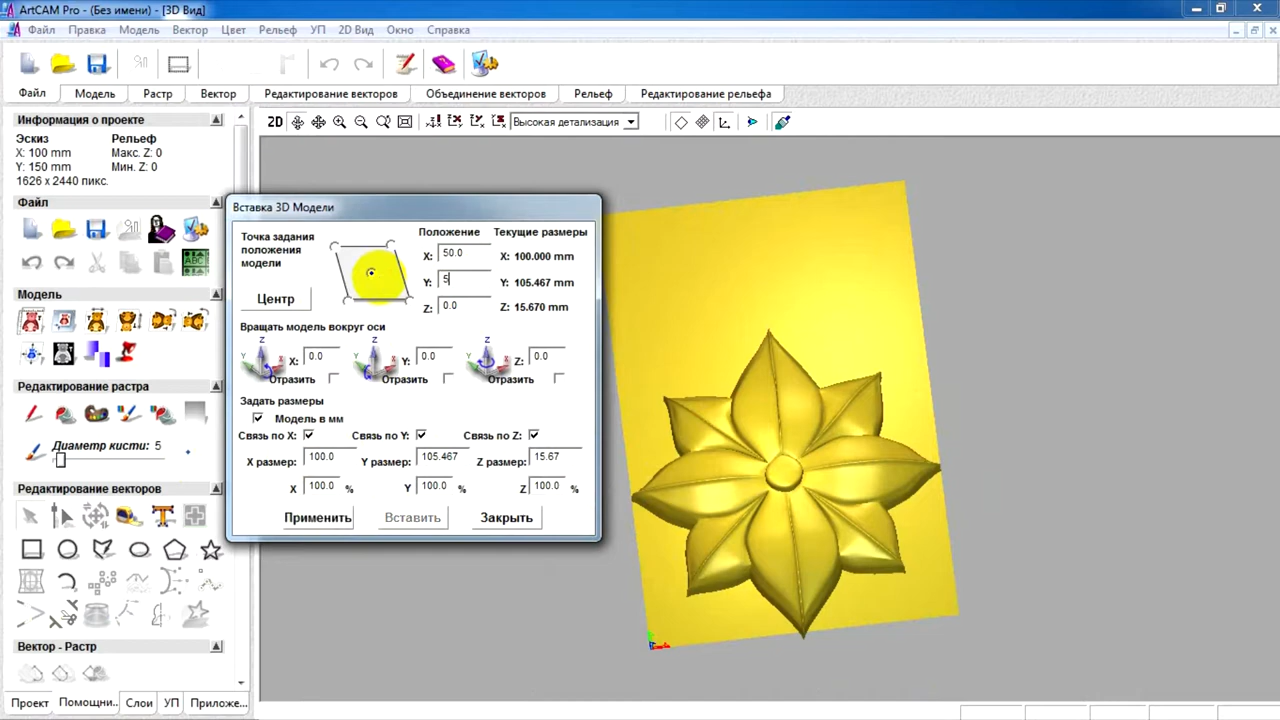 ArtCAM Pro - (Без имени) - [3D Вид]
Файл Правка Модель Вектор Цвет Рельеф УП 2D Вид Окно Справка
Файл Модель Растр Вектор Редактирование векторов Объединение векторов Рельеф Редактирование рельефа
Информация о проекте
Эскиз Рельеф
X: 100 mm Макс. Z: 0
Y: 150 mm Мин. Z: 0
1626 x 2440 пикс.
Файл
Модель
Редактирование растра
Диаметр кисти: 5
Редактирование векторов
Вектор - Растр
Проект Помощни... Слои УП Приложе...
2D Высокая детализация
Вставка 3D Модели
Точка задания положения модели
Центр
Положение Текущие размеры
X: 50.0 X: 100.000 mm
Y: 5 Y: 105.467 mm
Z: 0.0 Z: 15.670 mm
Вращать модель вокруг оси
Z Y X X: 0.0 Z Y X Y: 0.0 Z Y X Z: 0.0
Отразить Отразить Отразить
Задать размеры
Модель в мм
Связь по X: Связь по Y: Связь по Z:
X размер: 100.0 Y размер: 105.467 Z размер: 15.67
X 100.0 % Y 100.0 % Z 100.0 %
Применить Вставить Закрыть